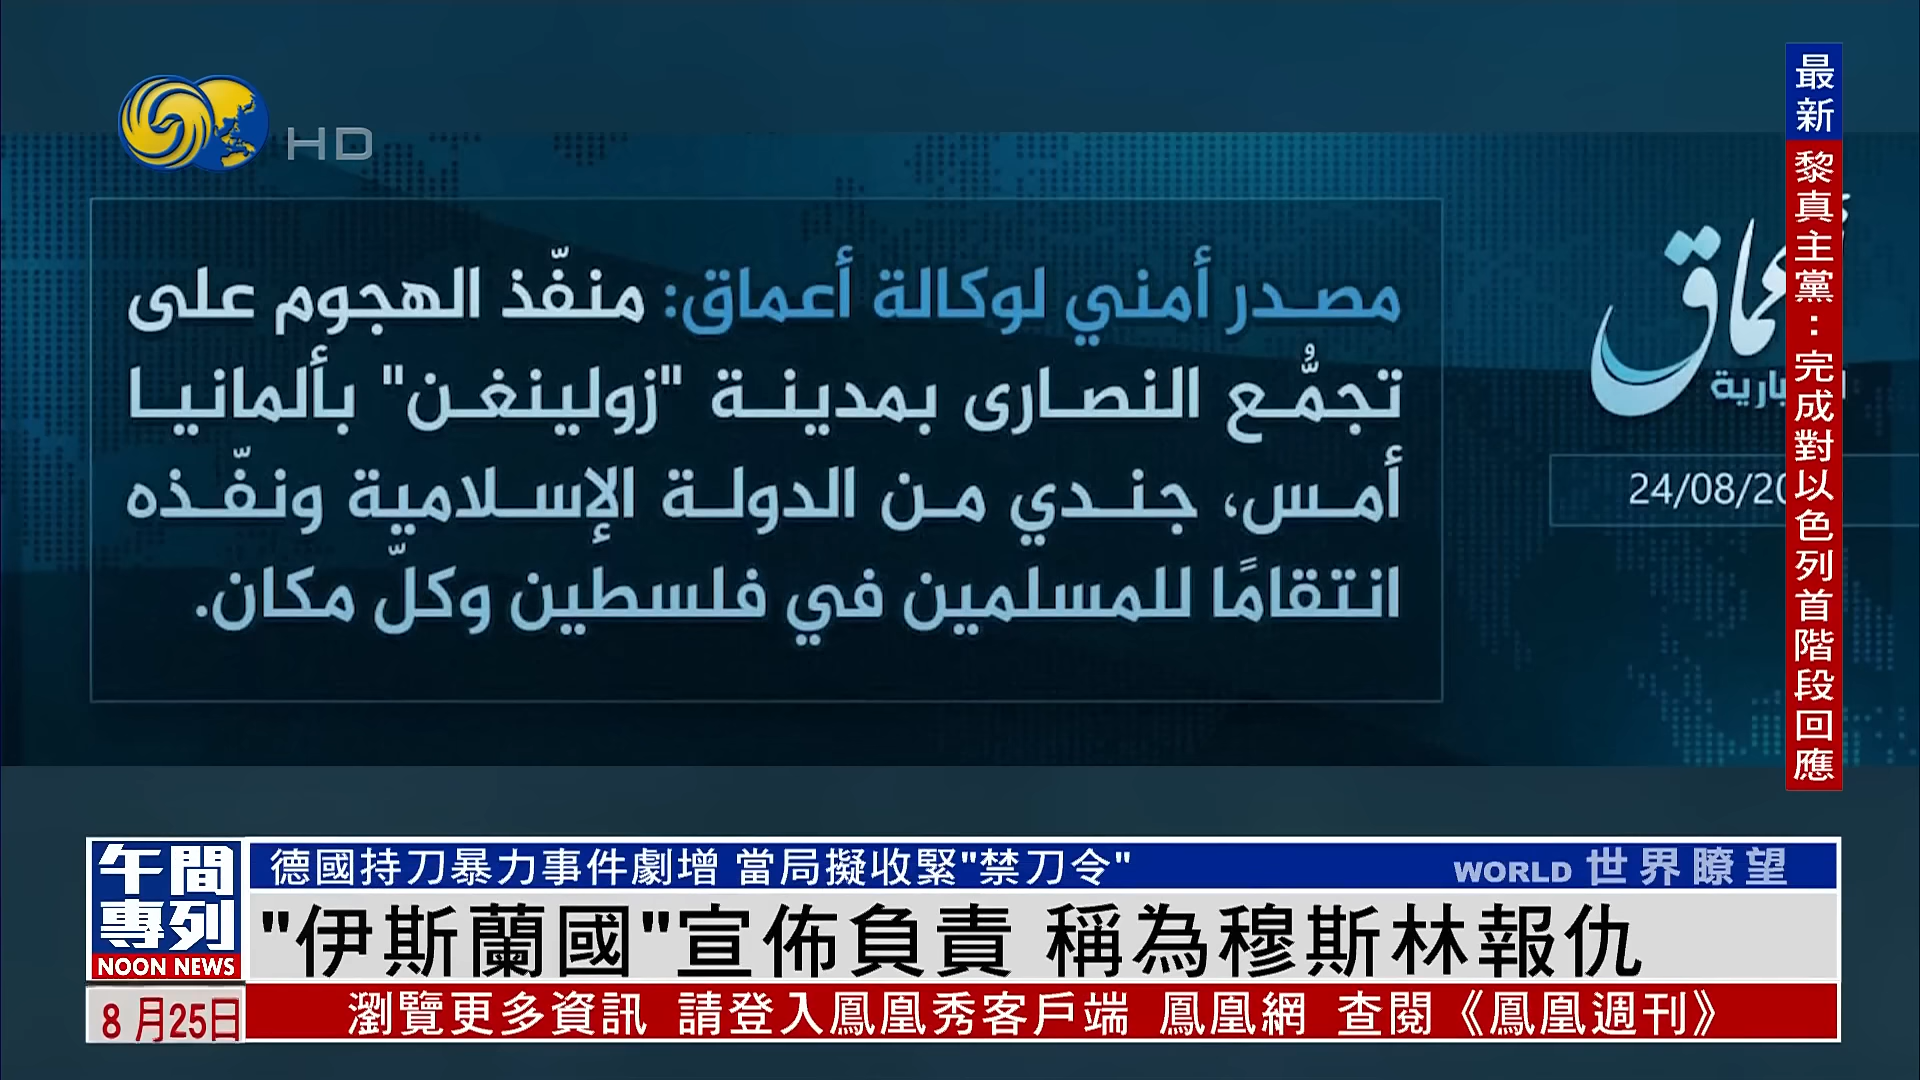 HD
مصدر أمني لوكالة أعماق: منفّذ الهجوم على
تجمُّع النصارى بمدينة "زولينغن" بألمانيا
أمس، جندي من الدولة الإسلامية ونفّذه
انتقامًا للمسلمين في فلسطين وكلّ مكان.
24/08/20
最新
黎真主黨：完成對以色列首階段回應
午間專列
NOON NEWS
8月25日
德國持刀暴力事件劇增 當局擬收緊"禁刀令"
WORLD 世界瞭望
"伊斯蘭國"宣佈負責 稱為穆斯林報仇
瀏覽更多資訊 請登入鳳凰秀客戶端 鳳凰網 查閱《鳳凰週刊》